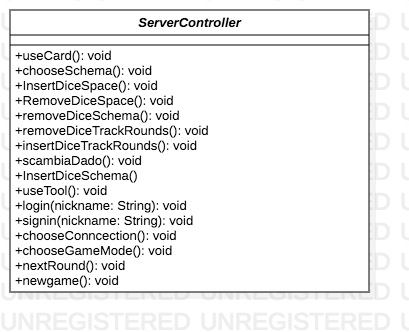 ServerController
+useCard(): void
+chooseSchema(): void
+InsertDiceSpace(): void
+RemoveDiceSpace(): void
+removeDiceSchema(): void
+removeDiceTrackRounds(): void
+insertDiceTrackRounds(): void
+scambiaDado(): void
+InsertDiceSchema()
+useTool(): void
+login(nickname: String): void
+signin(nickname: String): void
+chooseConncection(): void
+chooseGameMode(): void
+nextRound(): void
+newgame(): void
UNREGISTERED UNREGISTERED UNREGISTERED